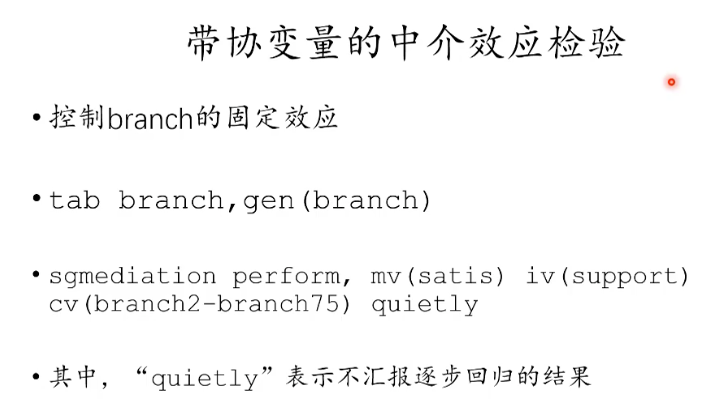 带协变量的中介效应检验
• 控制branch的固定效应
• tab branch,gen(branch)
• sgmediation perform, mv(satis) iv(support)
cv(branch2-branch75) quietly
• 其中，“quietly”表示不汇报逐步回归的结果